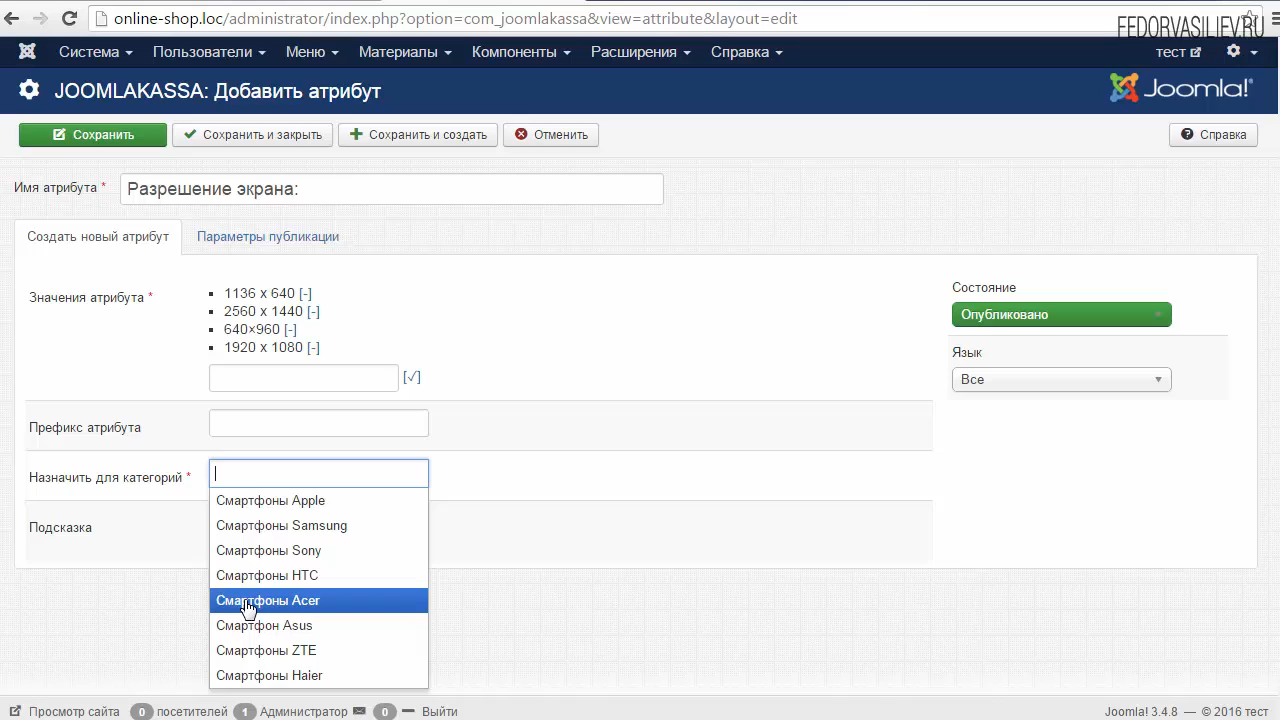 online-shop.loc/administrator/index.php?option=com_joomlakassa&view=attribute&layout=edit
FEDORVASILIEV.RU
Система Пользователи Меню Материалы Компоненты Расширения Справка тест
JOOMLAKASSA: Добавить атрибут
Joomla!®
Сохранить Сохранить и закрыть Сохранить и создать Отменить Справка
Имя атрибута * Разрешение экрана:
Создать новый атрибут Параметры публикации
Значения атрибута *
1136 x 640 [-]
2560 x 1440 [-]
640×960 [-]
1920 x 1080 [-]
[√]
Префикс атрибута
Назначить для категорий *
Смартфоны Apple
Смартфоны Samsung
Смартфоны Sony
Смартфоны HTC
Смартфоны Acer
Смартфон Asus
Смартфоны ZTE
Смартфоны Haier
Подсказка
Состояние
Опубликовано
Язык
Все
Просмотр сайта 0 посетителей 1 Администратор 0 Выйти Joomla! 3.4.8 — © 2016 тест